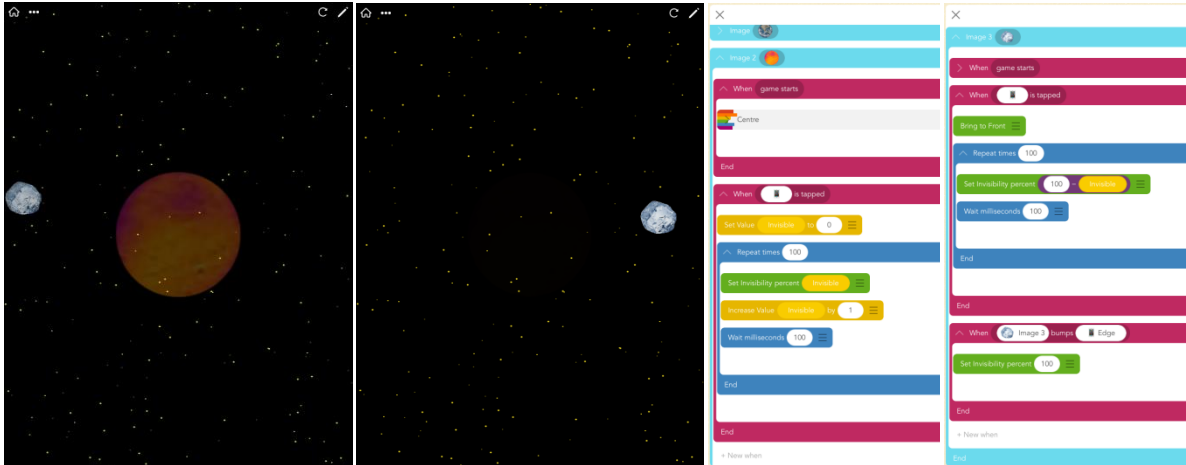 Image
Image 2
When game starts
Centre
End
When is tapped
Set Value Invisible to 0
Repeat times 100
Set Invisibility percent Invisible
Increase Value Invisible by 1
Wait milliseconds 100
End
End
+ New when
Image 3
When game starts
When is tapped
Bring to Front
Repeat times 100
Set Invisibility percent 100 - Invisible
Wait milliseconds 100
End
End
When Image 3 bumps Edge
Set Invisibility percent 100
End
+ New when
End